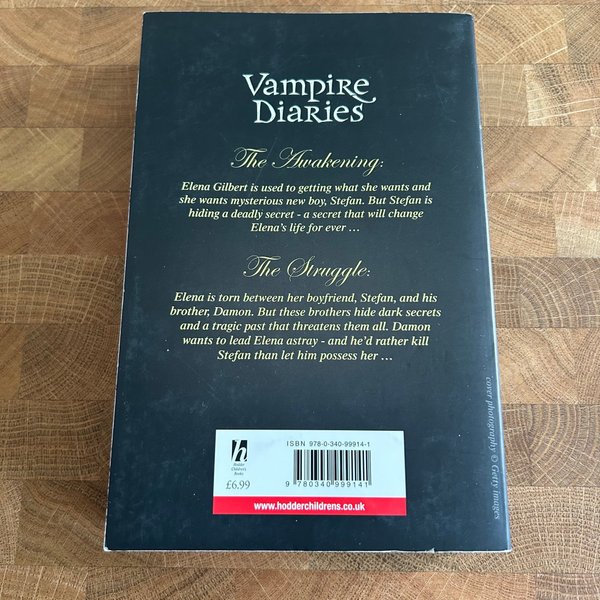 Vampire
Diaries
The Awakening:
Elena Gilbert is used to getting what she wants and
she wants mysterious new boy, Stefan. But Stefan is
hiding a deadly secret - a secret that will change
Elena's life for ever ...
The Struggle:
Elena is torn between her boyfriend, Stefan, and his
brother, Damon. But these brothers hide dark secrets
and a tragic past that threatens them all. Damon
wants to lead Elena astray - and he'd rather kill
Stefan than let him possess her ...
cover photography © Getty images
ISBN 978-0-340-99914-1
h
Hodder
Children's
Books
£6.99
9 780340 999141
www.hodderchildrens.co.uk